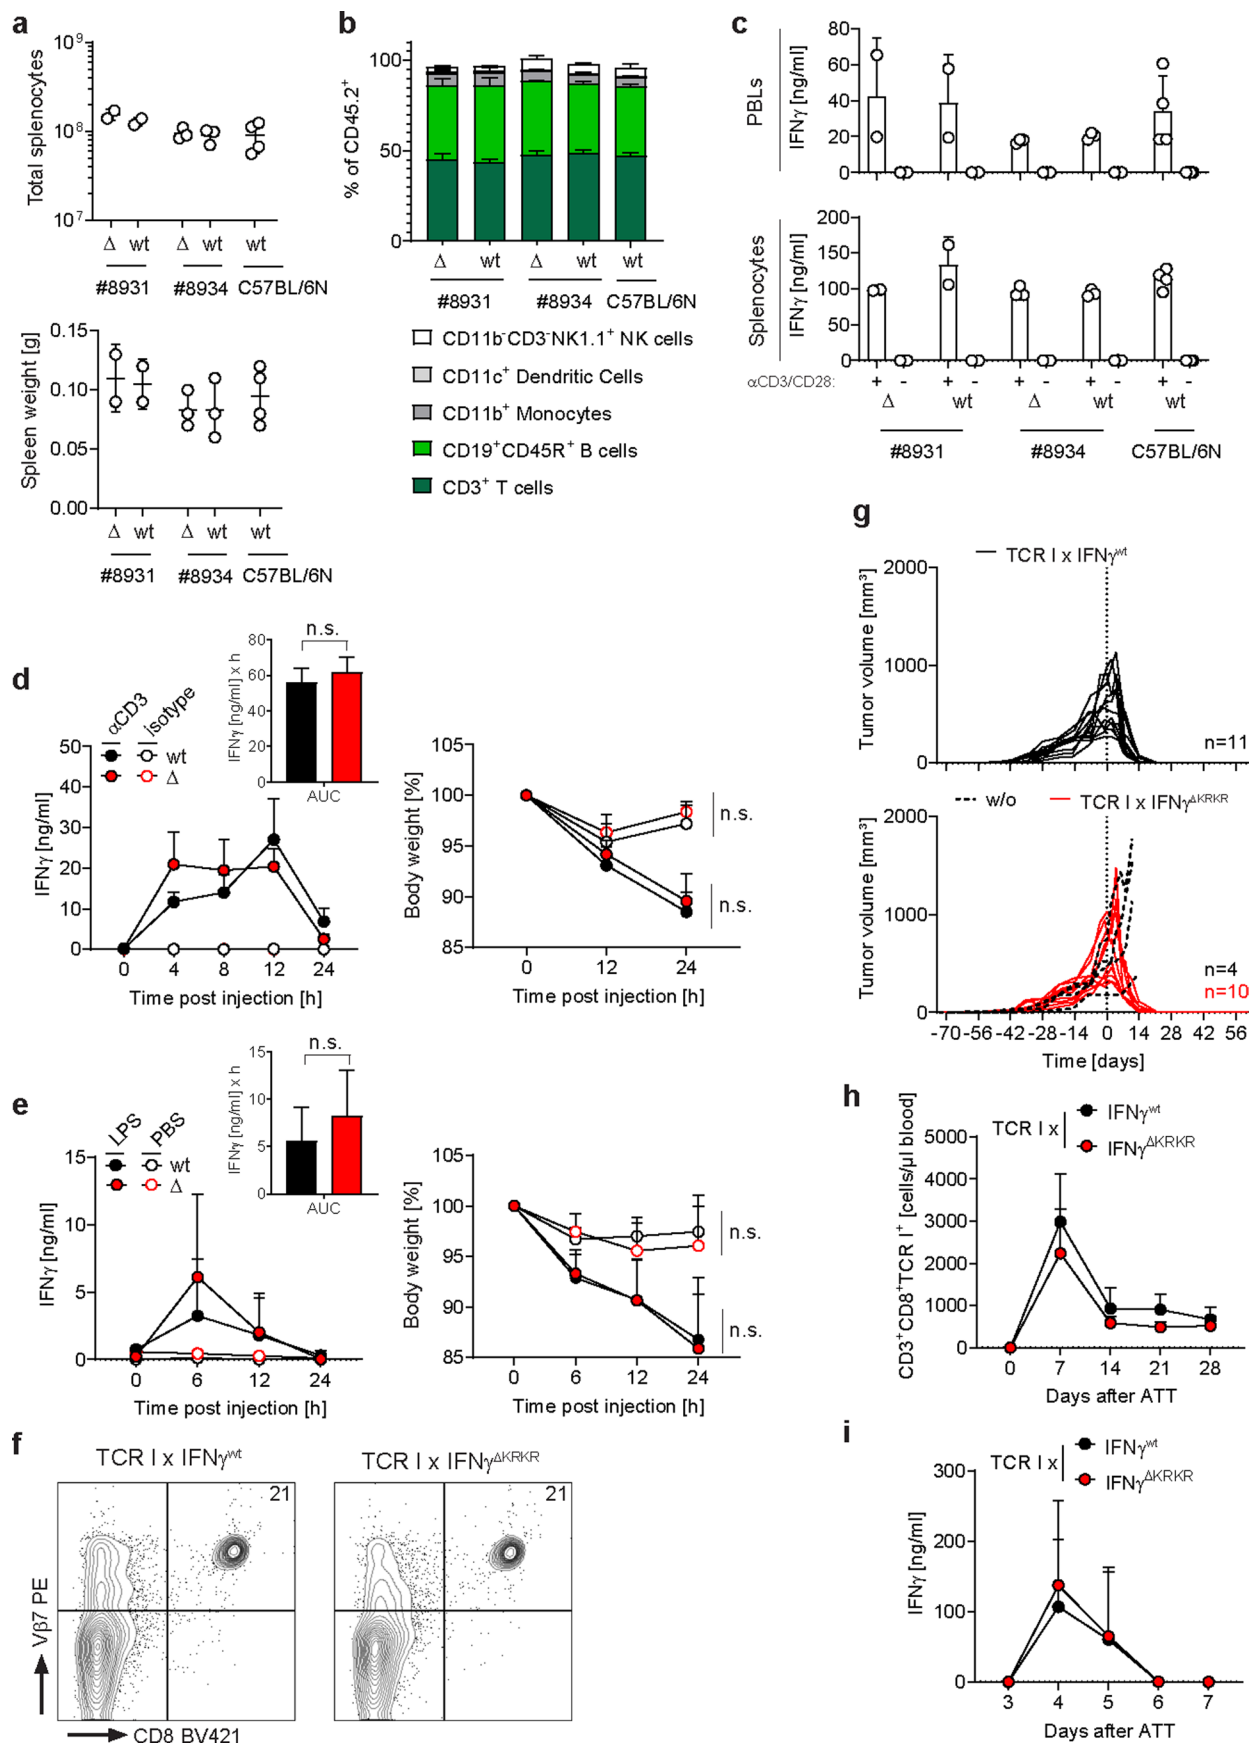 a
Total splenocytes
10⁹
10⁸
10⁷
Δ wt Δ wt wt
#8931 #8934 C57BL/6N
Spleen weight [g]
0.15
0.10
0.05
0.00
Δ wt Δ wt wt
#8931 #8934 C57BL/6N
b
% of CD45.2⁺
100
50
0
Δ wt Δ wt wt
#8931 #8934 C57BL/6N
CD11b⁻CD3⁻NK1.1⁺ NK cells
CD11c⁺ Dendritic Cells
CD11b⁺ Monocytes
CD19⁺CD45R⁺ B cells
CD3⁺ T cells
c
PBLs
IFNγ [ng/ml]
80
60
40
20
0
Splenocytes
IFNγ [ng/ml]
200
150
100
50
0
αCD3/CD28: + - + - + - + - + -
Δ wt Δ wt wt
#8931 #8934 C57BL/6N
d
αCD3 Isotype
wt
Δ
IFNγ [ng/ml]
50
40
30
20
10
0
0 4 8 12 24
Time post injection [h]
n.s.
IFNγ [ng/ml] x h
80
60
40
20
0
AUC
Body weight [%]
105
100
95
90
85
n.s.
n.s.
0 12 24
Time post injection [h]
e
LPS PBS
wt
Δ
IFNγ [ng/ml]
15
10
5
0
0 6 12 24
Time post injection [h]
n.s.
IFNγ [ng/ml] x h
15
10
5
0
AUC
Body weight [%]
105
100
95
90
85
n.s.
n.s.
0 6 12 24
Time post injection [h]
f
TCR I x IFNγʷᵗ TCR I x IFNγ^ΔKRKR
21 21
Vβ7 PE
CD8 BV421
g
TCR I x IFNγʷᵗ
Tumor volume [mm³]
2000
1000
0
n=11
w/o TCR I x IFNγ^ΔKRKR
Tumor volume [mm³]
2000
1000
0
n=4
n=10
-70 -56 -42 -28 -14 0 14 28 42 56
Time [days]
h
TCR I x
IFNγʷᵗ
IFNγ^ΔKRKR
CD3⁺CD8⁺TCR I⁺ [cells/µl blood]
5000
4000
3000
2000
1000
0
0 7 14 21 28
Days after ATT
i
TCR I x
IFNγʷᵗ
IFNγ^ΔKRKR
IFNγ [ng/ml]
300
200
100
0
3 4 5 6 7
Days after ATT